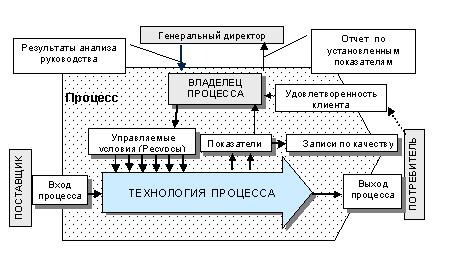 Генеральный директор
Результаты анализа
руководства
Отчет по
установленным
показателям
ВЛАДЕЛЕЦ
ПРОЦЕССА
Процесс
Удовлетворенность
клиента
Управляемые
условия (Ресурсы)
Показатели
Записи по качеству
ПОСТАВЩИК
Вход
процесса
ТЕХНОЛОГИЯ ПРОЦЕССА
Выход
процесса
ПОТРЕБИТЕЛЬ